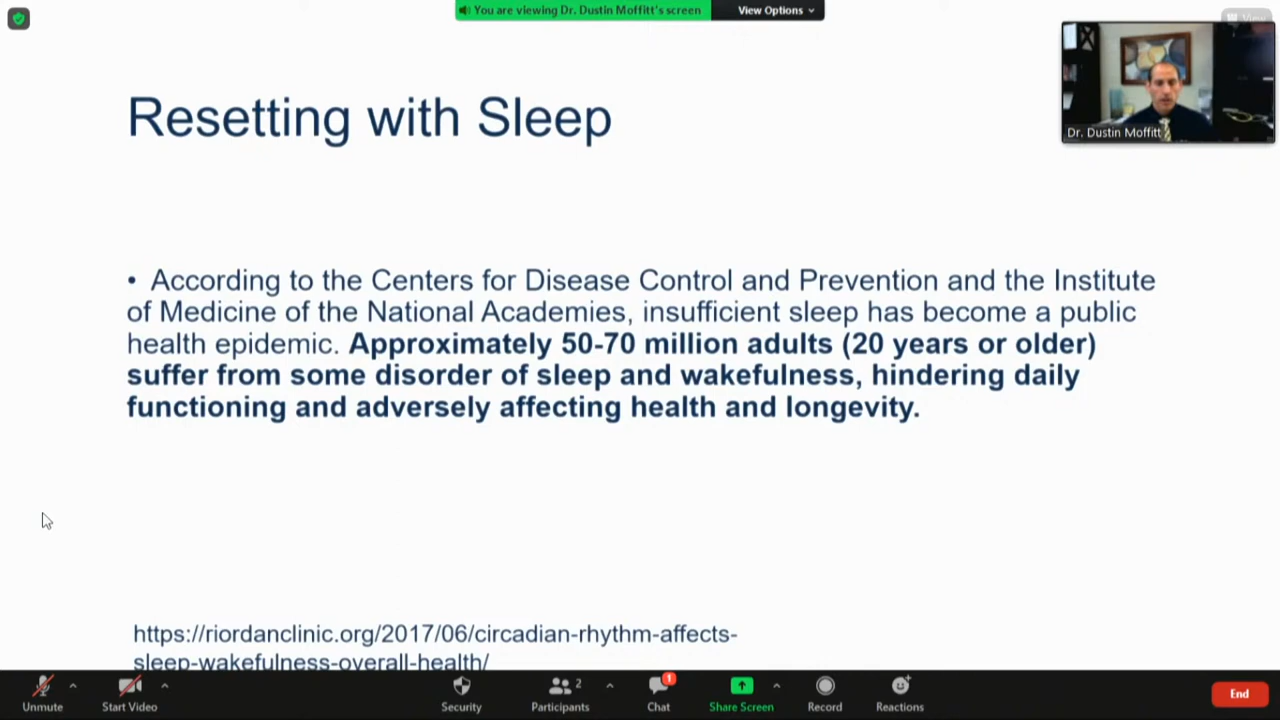 You are viewing Dr. Dustin Moffitt's screen
View Options
View
Resetting with Sleep
Dr. Dustin Moffitt
• According to the Centers for Disease Control and Prevention and the Institute
of Medicine of the National Academies, insufficient sleep has become a public
health epidemic. Approximately 50-70 million adults (20 years or older)
suffer from some disorder of sleep and wakefulness, hindering daily
functioning and adversely affecting health and longevity.
https://riordanclinic.org/2017/06/circadian-rhythm-affects-
sleep-wakefulness-overall-health/
2
1
Unmute
Start Video
Security
Participants
Chat
Share Screen
Record
Reactions
End